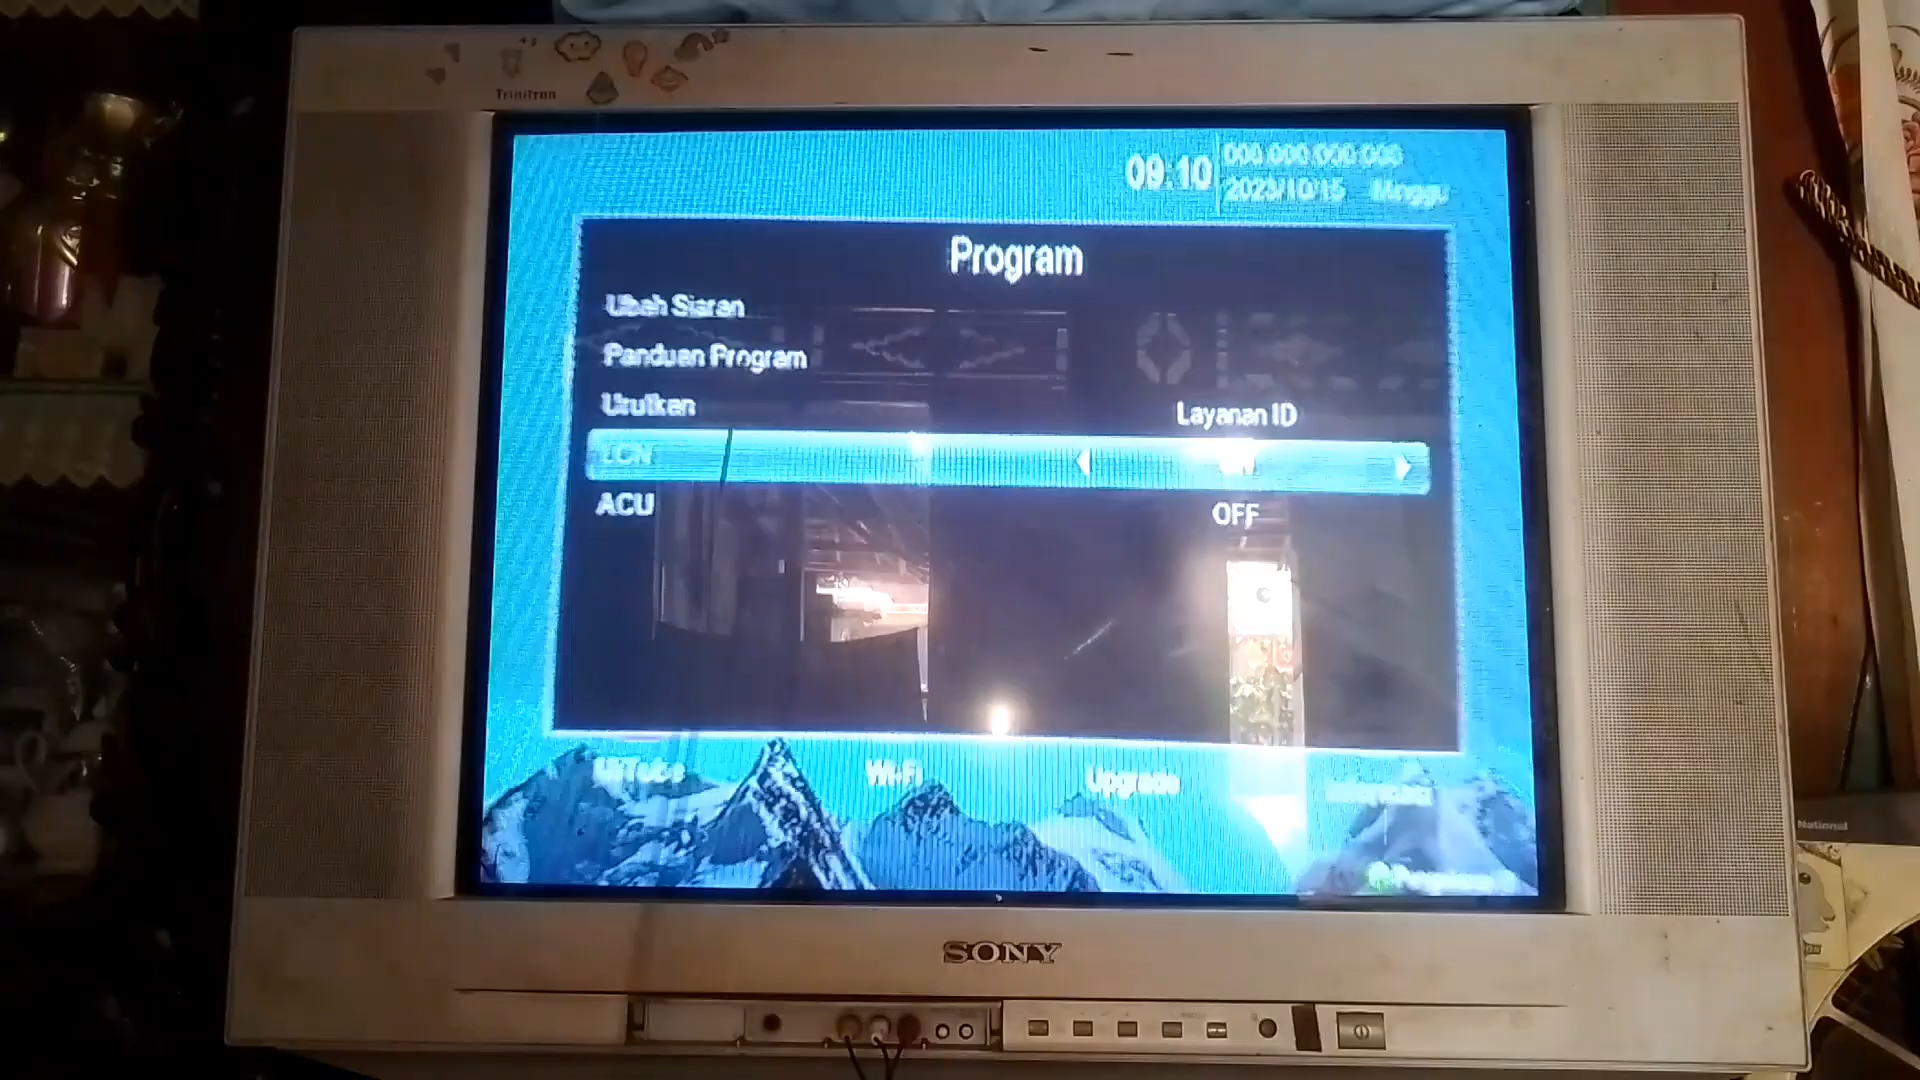 Trinitron
09:10
000.000.000.000
2023/10/15 Minggu
Program
Ubah Siaran
Panduan Program
Urutkan
Layanan ID
LCN
ACU
OFF
Wi-Fi
Upgrade
SONY
National